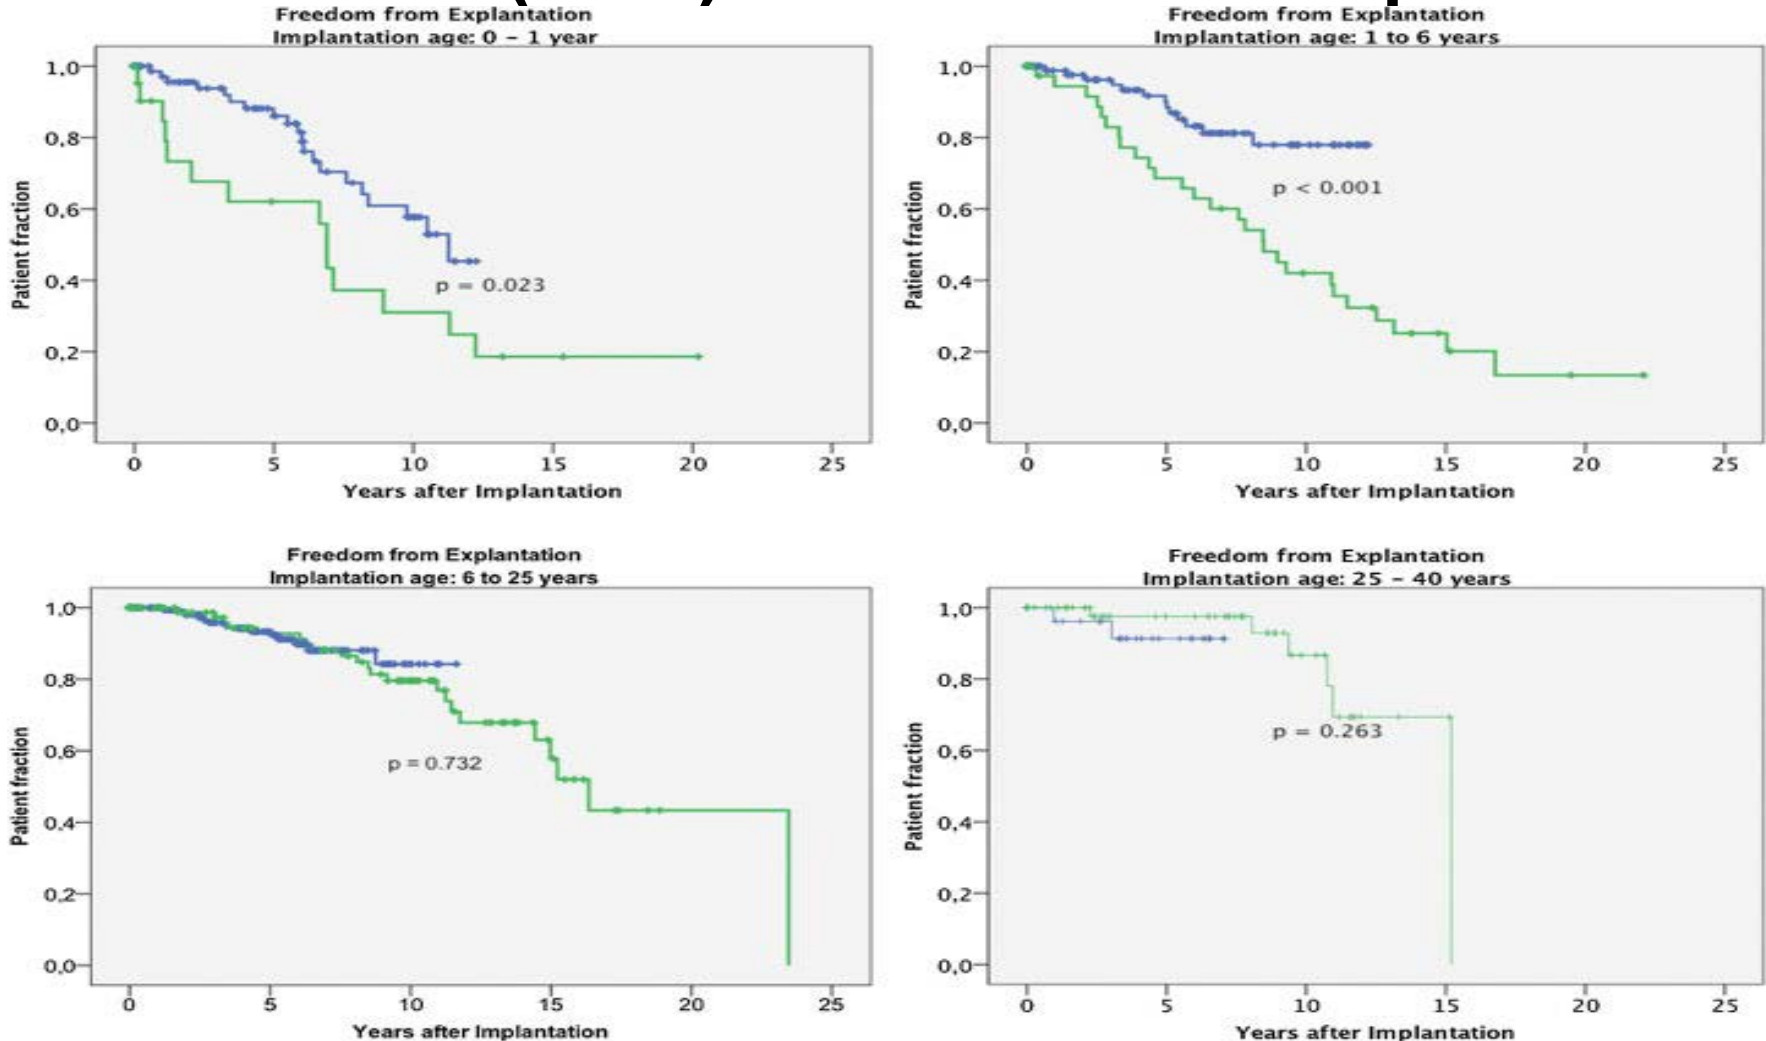 Freedom from Explantation
Implantation age: 0 – 1 year
1,0
0,8
0,6
0,4
0,2
0,0
Patient fraction
p = 0.023
0 5 10 15 20 25
Years after Implantation
Freedom from Explantation
Implantation age: 1 to 6 years
1,0
0,8
0,6
0,4
0,2
0,0
Patient fraction
p < 0.001
0 5 10 15 20 25
Years after Implantation
Freedom from Explantation
Implantation age: 6 to 25 years
1,0
0,8
0,6
0,4
0,2
0,0
Patient fraction
p = 0.732
0 5 10 15 20 25
Years after Implantation
Freedom from Explantation
Implantation age: 25 – 40 years
1,0
0,8
0,6
0,4
0,2
0,0
Patient fraction
p = 0.263
0 5 10 15 20 25
Years after Implantation